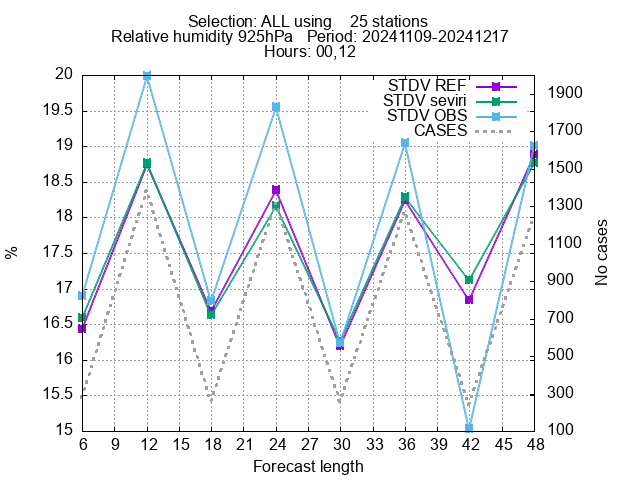 Selection: ALL using    25 stations
Relative humidity 925hPa   Period: 20241109-20241217
Hours: 00,12
STDV REF
STDV seviri
STDV OBS
CASES
20
19.5
19
18.5
18
17.5
17
16.5
16
15.5
15
%
1900
1700
1500
1300
1100
900
700
500
300
100
No cases
6 9 12 15 18 21 24 27 30 33 36 39 42 45 48
Forecast length